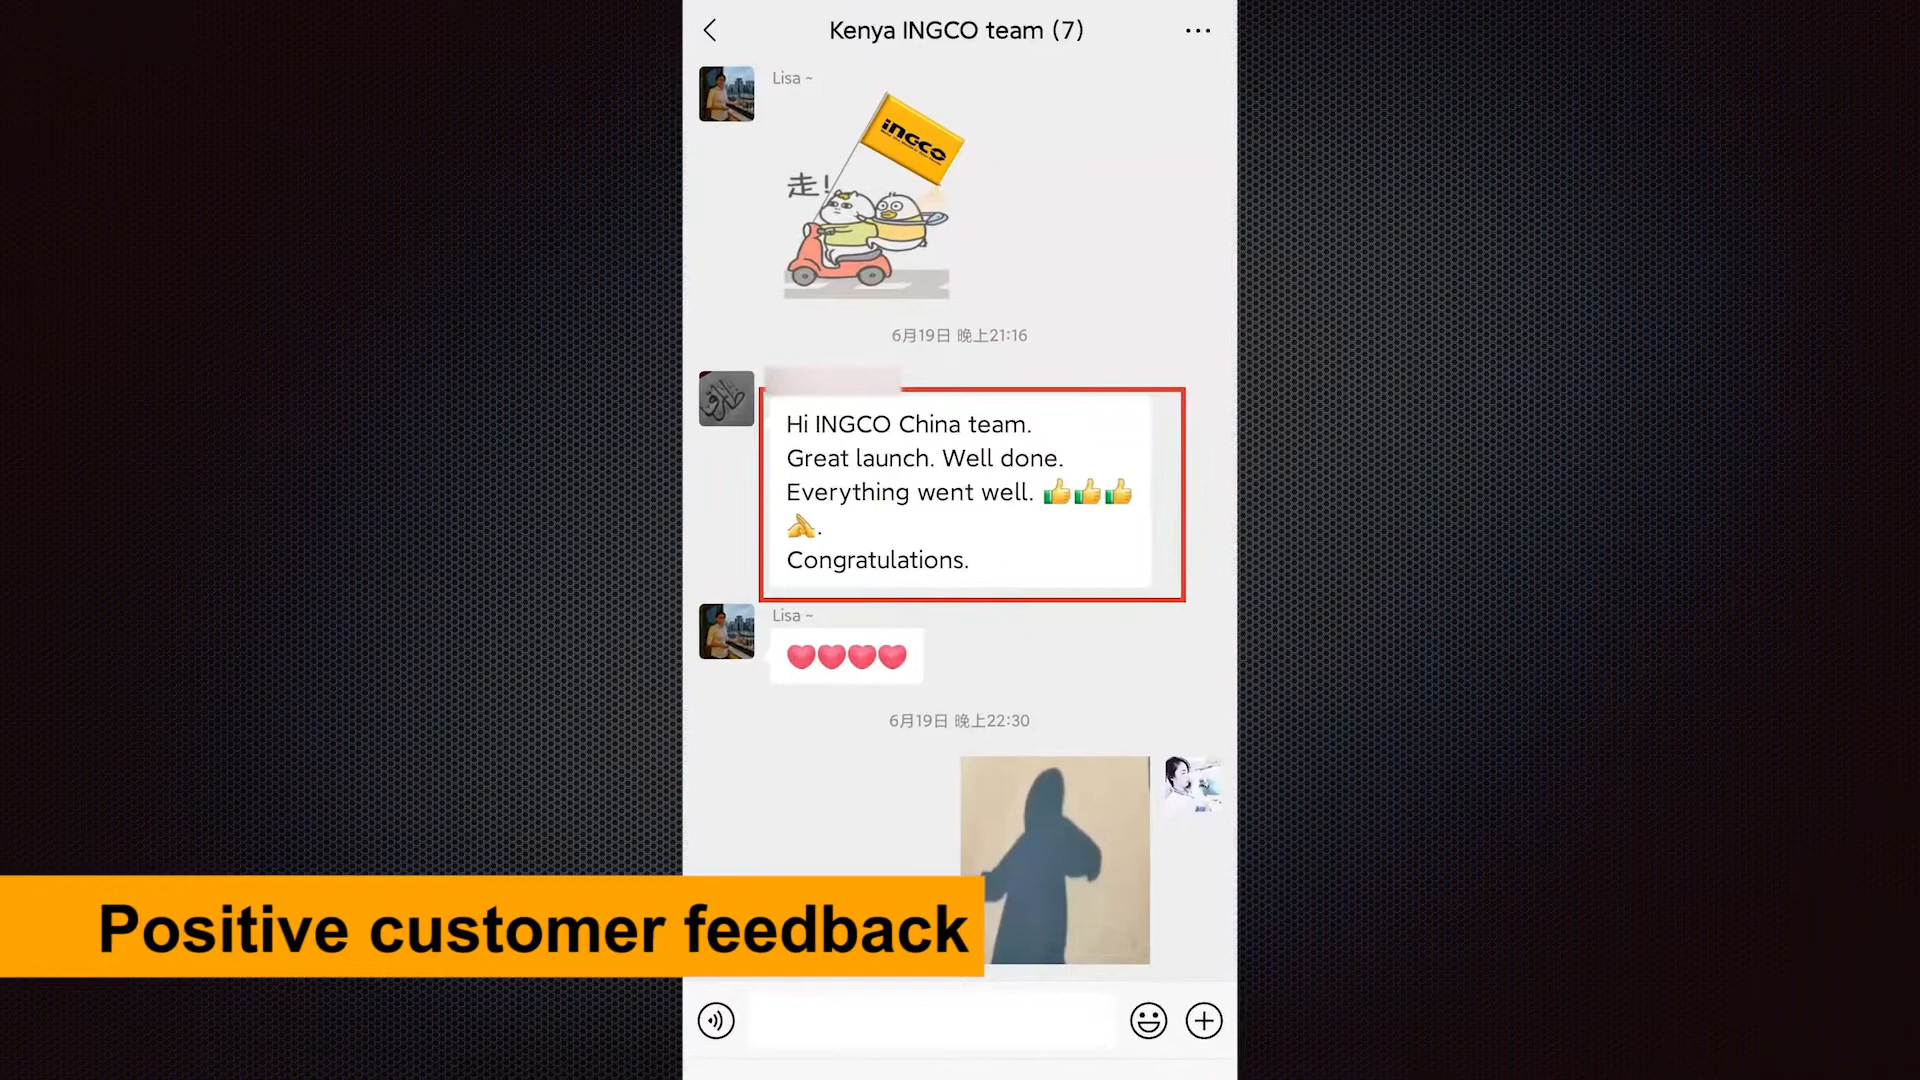 Kenya INGCO team (7)
Lisa ~
INGCO
走!
6月19日 晚上21:16
Hi INGCO China team.
Great launch. Well done.
Everything went well. 👍👍👍
🙏.
Congratulations.
Lisa ~
❤❤❤❤
6月19日 晚上22:30
Positive customer feedback